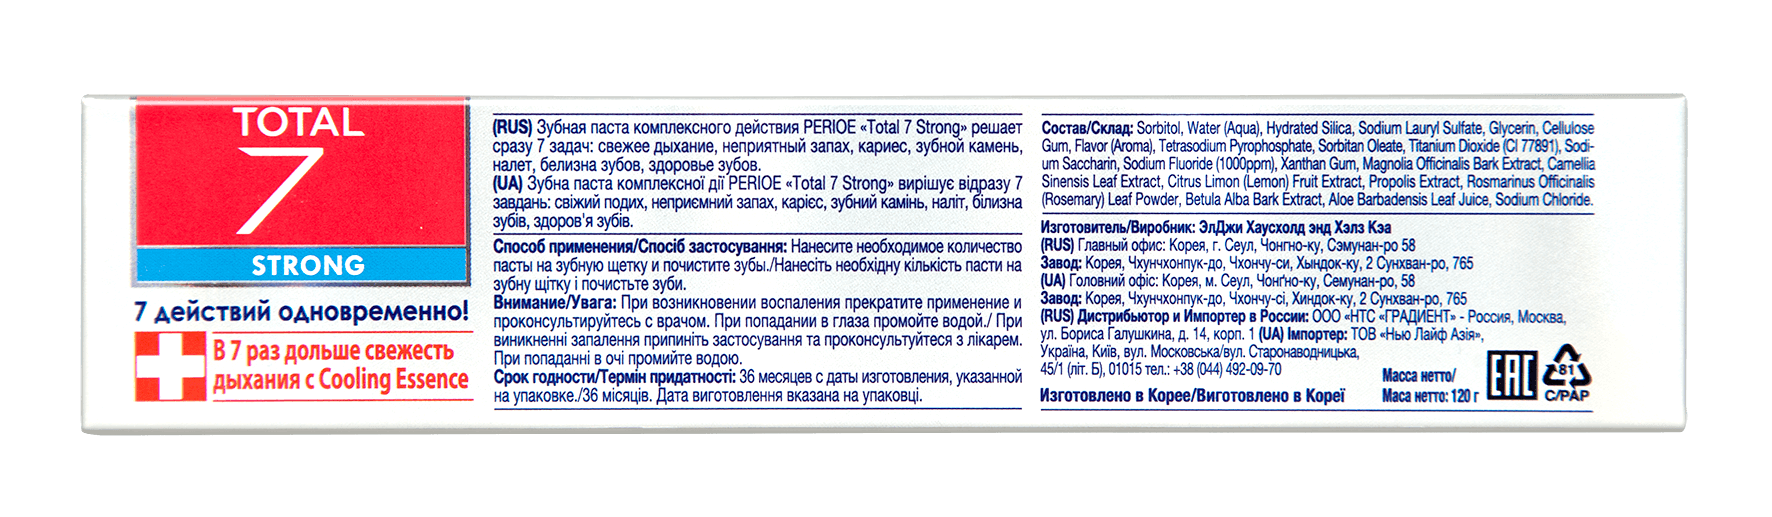 TOTAL
7
STRONG
7 действий одновременно!
В 7 раз дольше свежесть
дыхания с Cooling Essence
(RUS) Зубная паста комплексного действия PERIOE «Total 7 Strong» решает
сразу 7 задач: свежее дыхание, неприятный запах, кариес, зубной камень,
налет, белизна зубов, здоровье зубов.
(UA) Зубна паста комплексної дії PERIOE «Total 7 Strong» вирішує відразу 7
завдань: свіжий подих, неприємний запах, карієс, зубний камінь, наліт, білизна
зубів, здоров'я зубів.
Способ применения/Спосіб застосування: Нанесите необходимое количество
пасты на зубную щетку и почистите зубы./Нанесіть необхідну кількість пасти на
зубну щітку і почистьте зуби.
Внимание/Увага: При возникновении воспаления прекратите применение и
проконсультируйтесь с врачом. При попадании в глаза промойте водой./ При
виникненні запалення припиніть застосування та проконсультуйтеся з лікарем.
При попаданні в очі промийте водою.
Срок годности/Термін придатності: 36 месяцев с даты изготовления, указанной
на упаковке./36 місяців. Дата виготовлення вказана на упаковці.
Состав/Склад: Sorbitol, Water (Aqua), Hydrated Silica, Sodium Lauryl Sulfate, Glycerin, Cellulose
Gum, Flavor (Aroma), Tetrasodium Pyrophosphate, Sorbitan Oleate, Titanium Dioxide (CI 77891), Sodi-
um Saccharin, Sodium Fluoride (1000ppm), Xanthan Gum, Magnolia Officinalis Bark Extract, Camellia
Sinensis Leaf Extract, Citrus Limon (Lemon) Fruit Extract, Propolis Extract, Rosmarinus Officinalis
(Rosemary) Leaf Powder, Betula Alba Bark Extract, Aloe Barbadensis Leaf Juice, Sodium Chloride.
Изготовитель/Виробник: ЭлДжи Хаусхолд энд Хэлз Кэа
(RUS) Главный офис: Корея, г. Сеул, Чонгно-ку, Сэмунан-ро 58
Завод: Корея, Чхунчхонпук-до, Чхончу-си, Хындок-ку, 2 Сунхван-ро, 765
(UA) Головний офіс: Корея, м. Сеул, Чонґно-ку, Семунан-ро, 58
Завод: Корея, Чхунчхонпук-до, Чхончу-сі, Хиндок-ку, 2 Сунхван-ро, 765
(RUS) Дистрибьютор и Импортер в России: ООО «НТС «ГРАДИЕНТ» - Россия, Москва,
ул. Бориса Галушкина, д. 14, корп. 1 (UA) Імпортер: ТОВ «Нью Лайф Азія»,
Україна, Київ, вул. Московська/вул. Старонаводницька,
45/1 (літ. Б), 01015 тел.: +38 (044) 492-09-70
Изготовлено в Корее/Виготовлено в Кореї
Масса нетто/
Маса нетто: 120 г
EAC
81
C/PAP